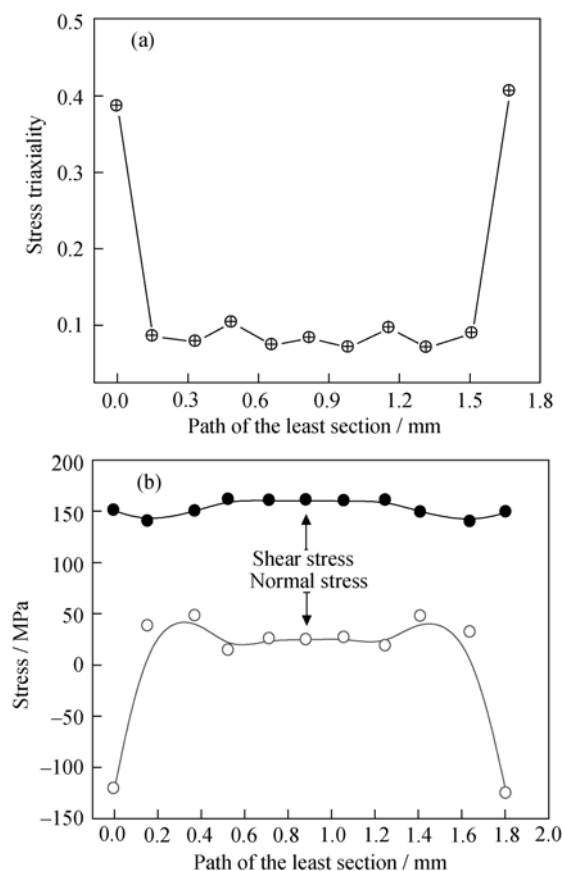 (a)
Stress triaxiality
0.5
0.4
0.3
0.2
0.1
0.0 0.3 0.6 0.9 1.2 1.5 1.8
Path of the least section / mm
(b)
Stress / MPa
200
150
100
50
0
−50
−100
−150
Shear stress
Normal stress
0.0 0.2 0.4 0.6 0.8 1.0 1.2 1.4 1.6 1.8 2.0
Path of the least section / mm